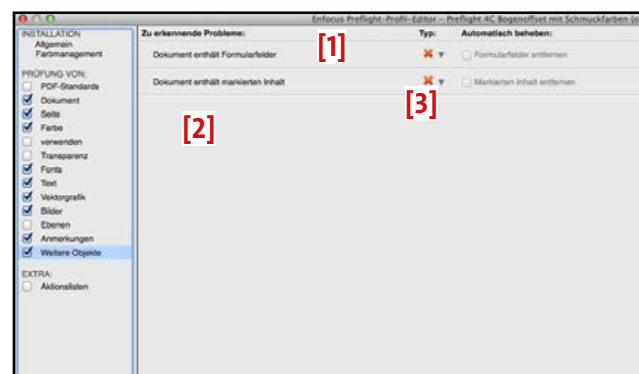 Enfocus Preflight-Profil-Editor – Preflight 4C Bogenoffset mit Schmuckfarben
INSTALLATION
Allgemein
Farbmanagement
PRÜFUNG VON:
PDF-Standards
Dokument
Seite
Farbe
verwenden
Transparenz
Fonts
Text
Vektorgrafik
Bilder
Ebenen
Anmerkungen
Weitere Objekte
EXTRA:
Aktionslisten
Zu erkennende Probleme: Typ: Automatisch beheben:
[1]
Dokument enthält Formularfelder Formularfelder entfernen
Dokument enthält markierten Inhalt Markierten Inhalt entfernen
[3]
[2]